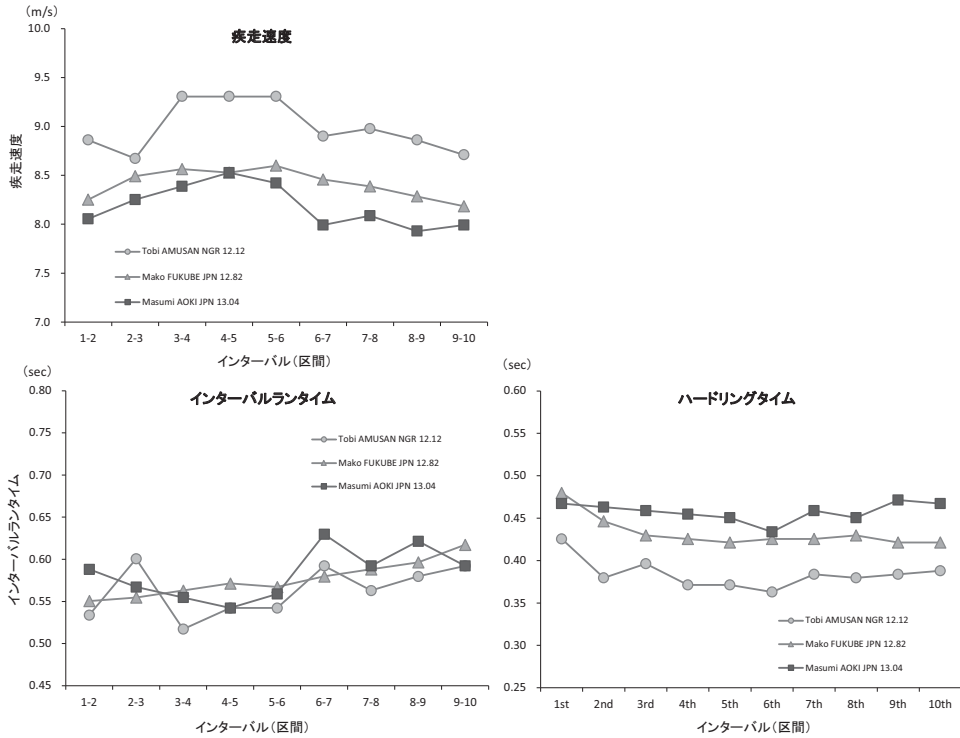 (m/s)
疾走速度
10.0
9.5
9.0
8.5
8.0
7.5
7.0
疾走速度
Tobi AMUSAN NGR 12.12
Mako FUKUBE JPN 12.82
Masumi AOKI JPN 13.04
1-2 2-3 3-4 4-5 5-6 6-7 7-8 8-9 9-10
インターバル(区間)
(sec)
インターバルランタイム
0.80
0.75
0.70
0.65
0.60
0.55
0.50
0.45
インターバルランタイム
Tobi AMUSAN NGR 12.12
Mako FUKUBE JPN 12.82
Masumi AOKI JPN 13.04
1-2 2-3 3-4 4-5 5-6 6-7 7-8 8-9 9-10
インターバル(区間)
(sec)
ハードリングタイム
0.60
0.55
0.50
0.45
0.40
0.35
0.30
0.25
Tobi AMUSAN NGR 12.12
Mako FUKUBE JPN 12.82
Masumi AOKI JPN 13.04
1st 2nd 3rd 4th 5th 6th 7th 8th 9th 10th
インターバル(区間)